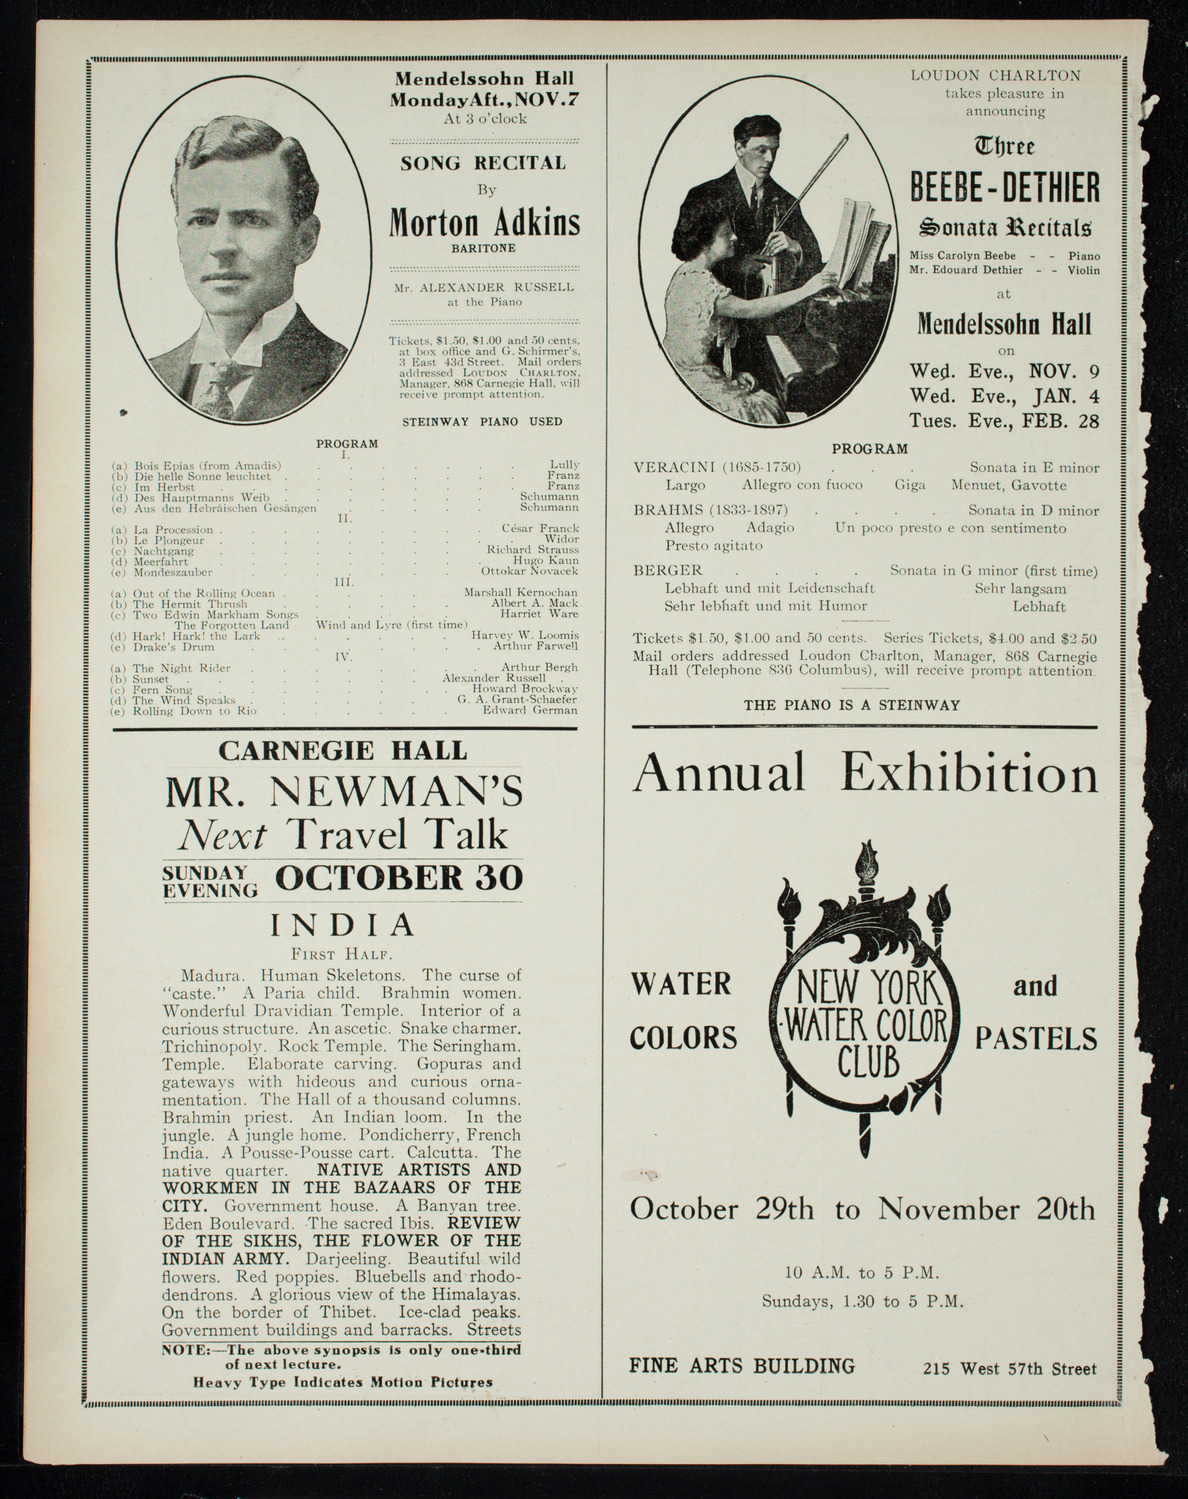 Mendelssohn Hall
Monday Aft., NOV. 7
At 3 o'clock
SONG RECITAL
By
Morton Adkins
BARITONE
Mr. ALEXANDER RUSSELL
at the Piano
Tickets, $1.50, $1.00 and 50 cents,
at box office and G. Schirmer's,
3 East 43d Street. Mail orders
addressed LOUDON CHARLTON,
Manager, 868 Carnegie Hall, will
receive prompt attention.
STEINWAY PIANO USED
PROGRAM
I.
(a) Bois Epias (from Amadis) . . . . . . . Lully
(b) Die helle Sonne leuchtet . . . . . . . Franz
(c) Im Herbst . . . . . . . Franz
(d) Des Hauptmanns Weib . . . . . . Schumann
(e) Aus den Hebräischen Gesängen . . . . . Schumann
II.
(a) La Procession . . . . . . . César Franck
(b) Le Plongeur . . . . . . . Widor
(c) Nachtgang . . . . . . . Richard Strauss
(d) Meerfahrt . . . . . . . Hugo Kaun
(e) Mondeszauber . . . . . . Ottokar Novacek
III.
(a) Out of the Rolling Ocean . . . . . . Marshall Kernochan
(b) The Hermit Thrush . . . . . . Albert A. Mack
(c) Two Edwin Markham Songs . . . . . . Harriet Ware
The Forgotten Land Wind and Lyre (first time)
(d) Hark! Hark! the Lark . . . . . . Harvey W. Loomis
(e) Drake's Drum . . . . . . Arthur Farwell
IV.
(a) The Night Rider . . . . . . Arthur Bergh
(b) Sunset . . . . . . Alexander Russell
(c) Fern Song . . . . . . Howard Brockway
(d) The Wind Speaks . . . . . . G. A. Grant-Schaefer
(e) Rolling Down to Rio . . . . . . Edward German
CARNEGIE HALL
MR. NEWMAN'S
Next Travel Talk
SUNDAY EVENING OCTOBER 30
INDIA
FIRST HALF.
Madura. Human Skeletons. The curse of
"caste." A Paria child. Brahmin women.
Wonderful Dravidian Temple. Interior of a
curious structure. An ascetic. Snake charmer.
Trichinopoly. Rock Temple. The Seringham.
Temple. Elaborate carving. Gopuras and
gateways with hideous and curious orna-
mentation. The Hall of a thousand columns.
Brahmin priest. An Indian loom. In the
jungle. A jungle home. Pondicherry, French
India. A Pousse-Pousse cart. Calcutta. The
native quarter. NATIVE ARTISTS AND
WORKMEN IN THE BAZAARS OF THE
CITY. Government house. A Banyan tree.
Eden Boulevard. The sacred Ibis. REVIEW
OF THE SIKHS, THE FLOWER OF THE
INDIAN ARMY. Darjeeling. Beautiful wild
flowers. Red poppies. Bluebells and rhodo-
dendrons. A glorious view of the Himalayas.
On the border of Thibet. Ice-clad peaks.
Government buildings and barracks. Streets
NOTE:—The above synopsis is only one-third
of next lecture.
Heavy Type Indicates Motion Pictures
LOUDON CHARLTON
takes pleasure in
announcing
Three
BEEBE-DETHIER
Sonata Recitals
Miss Carolyn Beebe - - Piano
Mr. Edouard Dethier - - Violin
at
Mendelssohn Hall
on
Wed. Eve., NOV. 9
Wed. Eve., JAN. 4
Tues. Eve., FEB. 28
PROGRAM
VERACINI (1685-1750) . . . Sonata in E minor
Largo Allegro con fuoco Giga Menuet, Gavotte
BRAHMS (1833-1897) . . . . Sonata in D minor
Allegro Adagio Un poco presto e con sentimento
Presto agitato
BERGER . . . . Sonata in G minor (first time)
Lebhaft und mit Leidenschaft Sehr langsam
Sehr lebhaft und mit Humor Lebhaft
Tickets $1.50, $1.00 and 50 cents. Series Tickets, $4.00 and $2 50
Mail orders addressed Loudon Charlton, Manager, 868 Carnegie
Hall (Telephone 836 Columbus), will receive prompt attention.
THE PIANO IS A STEINWAY
Annual Exhibition
WATER COLORS
NEW YORK
WATER COLOR
CLUB
and PASTELS
October 29th to November 20th
10 A.M. to 5 P.M.
Sundays, 1.30 to 5 P.M.
FINE ARTS BUILDING 215 West 57th Street